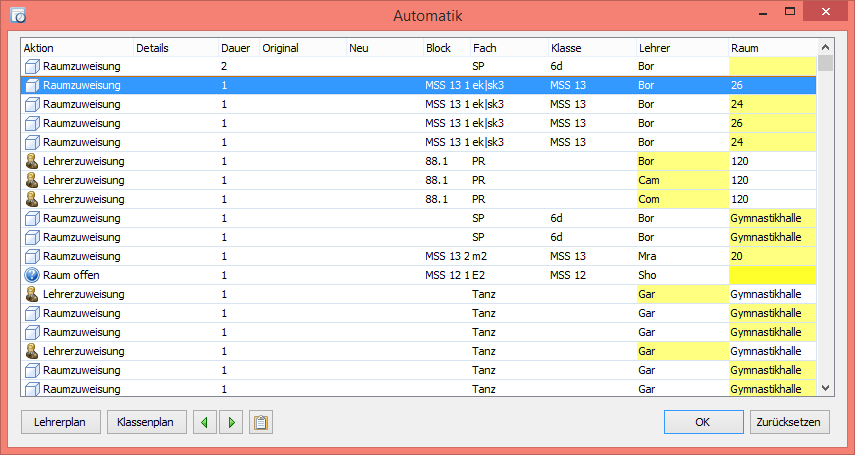 Automatik
Aktion Details Dauer Original Neu Block Fach Klasse Lehrer Raum
Raumzuweisung 2 SP 6d Bor
Raumzuweisung 1 MSS 13 1 ek|sk3 MSS 13 Bor 26
Raumzuweisung 1 MSS 13 1 ek|sk3 MSS 13 Bor 24
Raumzuweisung 1 MSS 13 1 ek|sk3 MSS 13 Bor 26
Raumzuweisung 1 MSS 13 1 ek|sk3 MSS 13 Bor 24
Lehrerzuweisung 1 88.1 PR Bor 120
Lehrerzuweisung 1 88.1 PR Cam 120
Lehrerzuweisung 1 88.1 PR Com 120
Raumzuweisung 1 SP 6d Bor Gymnastikhalle
Raumzuweisung 1 SP 6d Bor Gymnastikhalle
Raumzuweisung 1 MSS 13 2 m2 MSS 13 Mra 20
Raum offen 1 MSS 12 1 E2 MSS 12 Sho
Lehrerzuweisung 1 Tanz Gar Gymnastikhalle
Raumzuweisung 1 Tanz Gar Gymnastikhalle
Raumzuweisung 1 Tanz Gar Gymnastikhalle
Lehrerzuweisung 1 Tanz Gar Gymnastikhalle
Raumzuweisung 1 Tanz Gar Gymnastikhalle
Raumzuweisung 1 Tanz Gar Gymnastikhalle
Lehrerplan Klassenplan OK Zurücksetzen